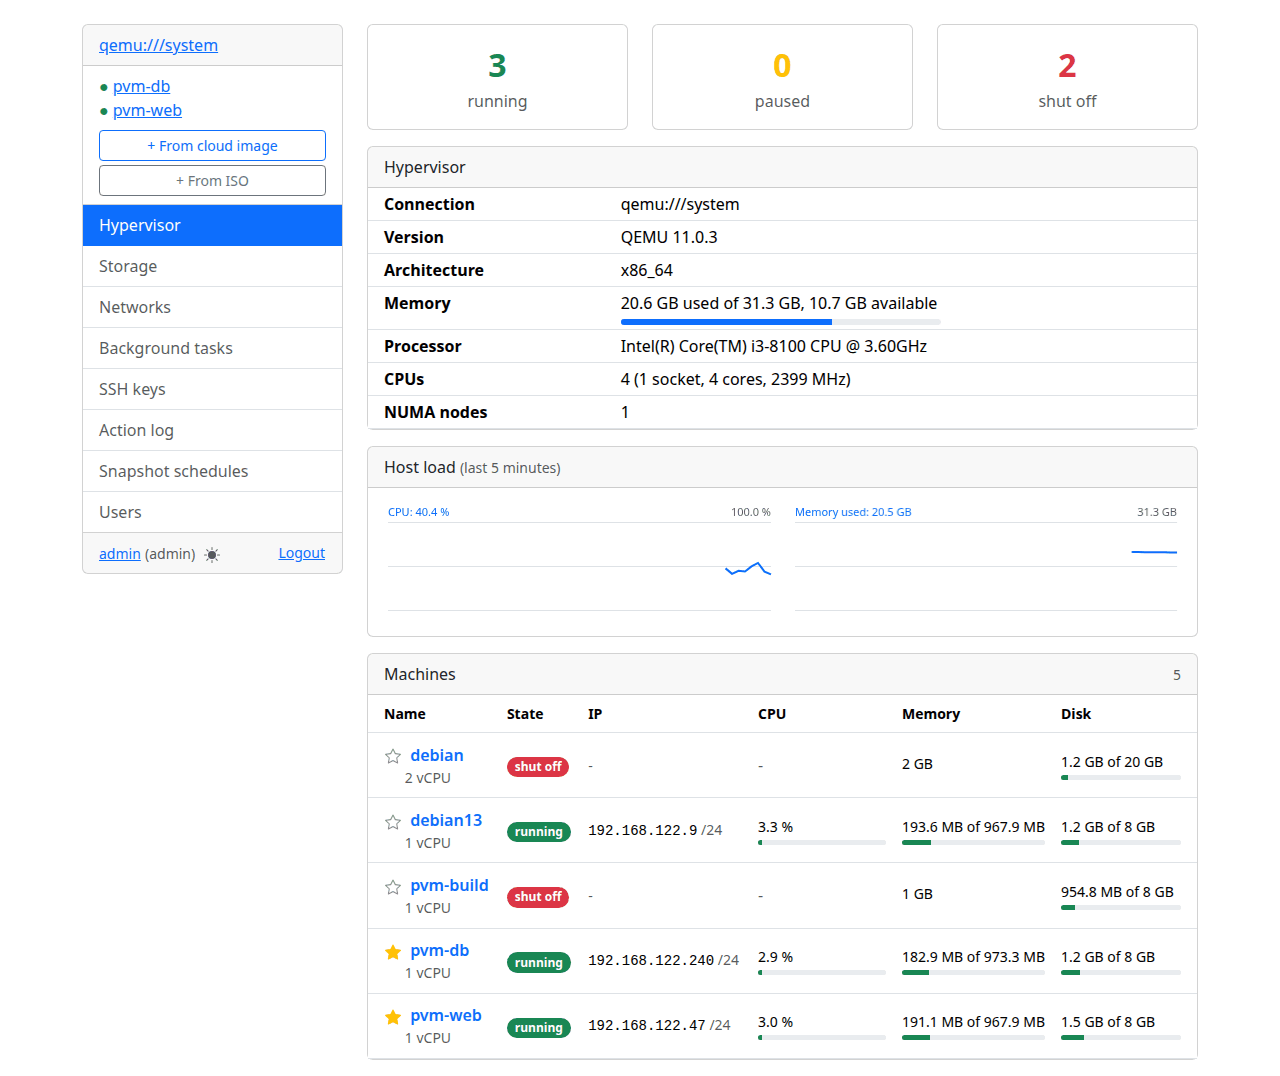 qemu:///system
pvm-db
pvm-web
+ From cloud image
+ From ISO
Hypervisor
Storage
Networks
Background tasks
SSH keys
Action log
Snapshot schedules
Users
admin (admin) Logout
3
running
0
paused
2
shut off
Hypervisor
Connection qemu:///system
Version QEMU 11.0.3
Architecture x86_64
Memory 20.6 GB used of 31.3 GB, 10.7 GB available
Processor Intel(R) Core(TM) i3-8100 CPU @ 3.60GHz
CPUs 4 (1 socket, 4 cores, 2399 MHz)
NUMA nodes 1
Host load (last 5 minutes)
CPU: 40.4 % 100.0 % Memory used: 20.5 GB 31.3 GB
Machines 5
Name State IP CPU Memory Disk
debian
2 vCPU
shut off - - 2 GB 1.2 GB of 20 GB
debian13
1 vCPU
running 192.168.122.9 /24 3.3 % 193.6 MB of 967.9 MB 1.2 GB of 8 GB
pvm-build
1 vCPU
shut off - - 1 GB 954.8 MB of 8 GB
pvm-db
1 vCPU
running 192.168.122.240 /24 2.9 % 182.9 MB of 973.3 MB 1.2 GB of 8 GB
pvm-web
1 vCPU
running 192.168.122.47 /24 3.0 % 191.1 MB of 967.9 MB 1.5 GB of 8 GB